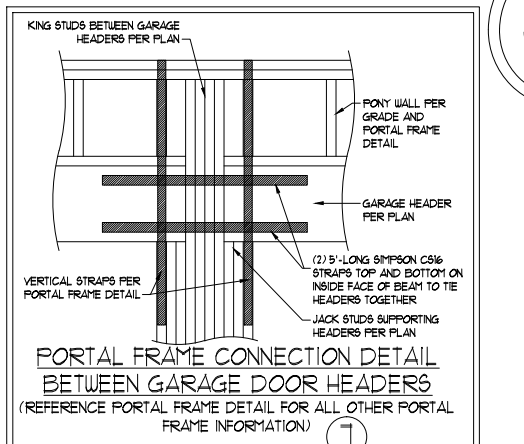 KING STUDS BETWEEN GARAGE
HEADERS PER PLAN
PONY WALL PER
GRADE AND
PORTAL FRAME
DETAIL
GARAGE HEADER
PER PLAN
(2) 5'-LONG SIMPSON CS16
STRAPS TOP AND BOTTOM ON
INSIDE FACE OF BEAM TO TIE
HEADERS TOGETHER
VERTICAL STRAPS PER
PORTAL FRAME DETAIL
JACK STUDS SUPPORTING
HEADERS PER PLAN
PORTAL FRAME CONNECTION DETAIL
BETWEEN GARAGE DOOR HEADERS
(REFERENCE PORTAL FRAME DETAIL FOR ALL OTHER PORTAL
FRAME INFORMATION)